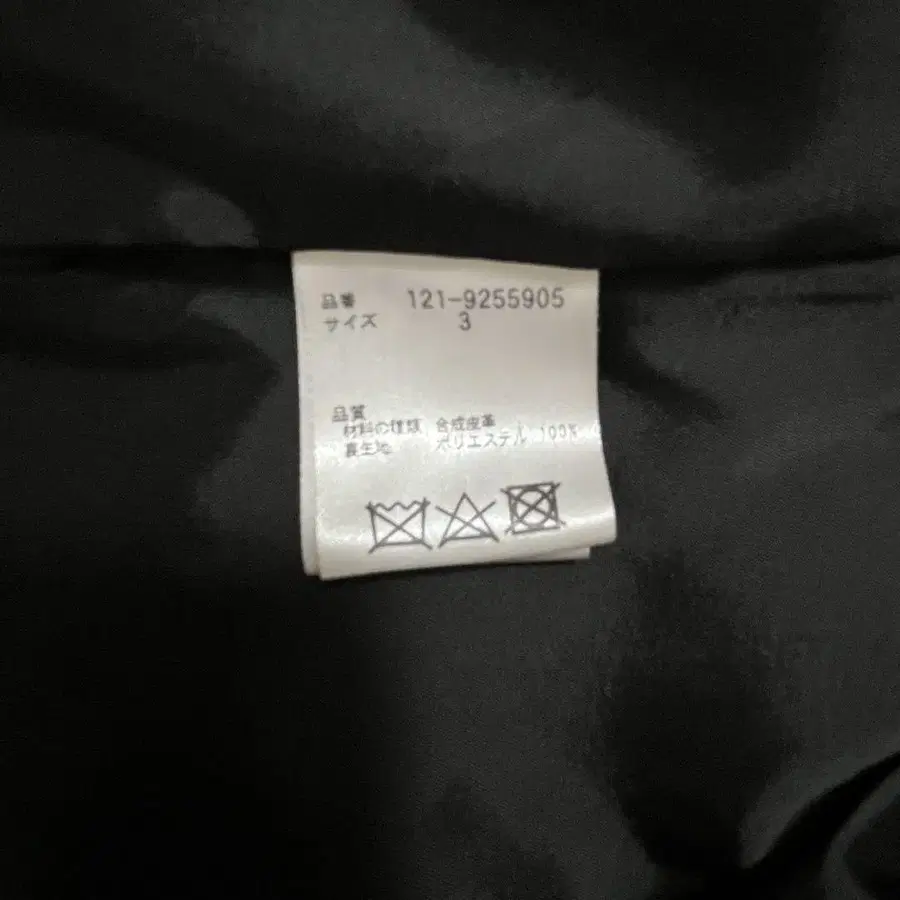 品番 121-9255905
サイズ 3
品質
材料の種類 合成皮革
裏生地 ポリエステル 100%